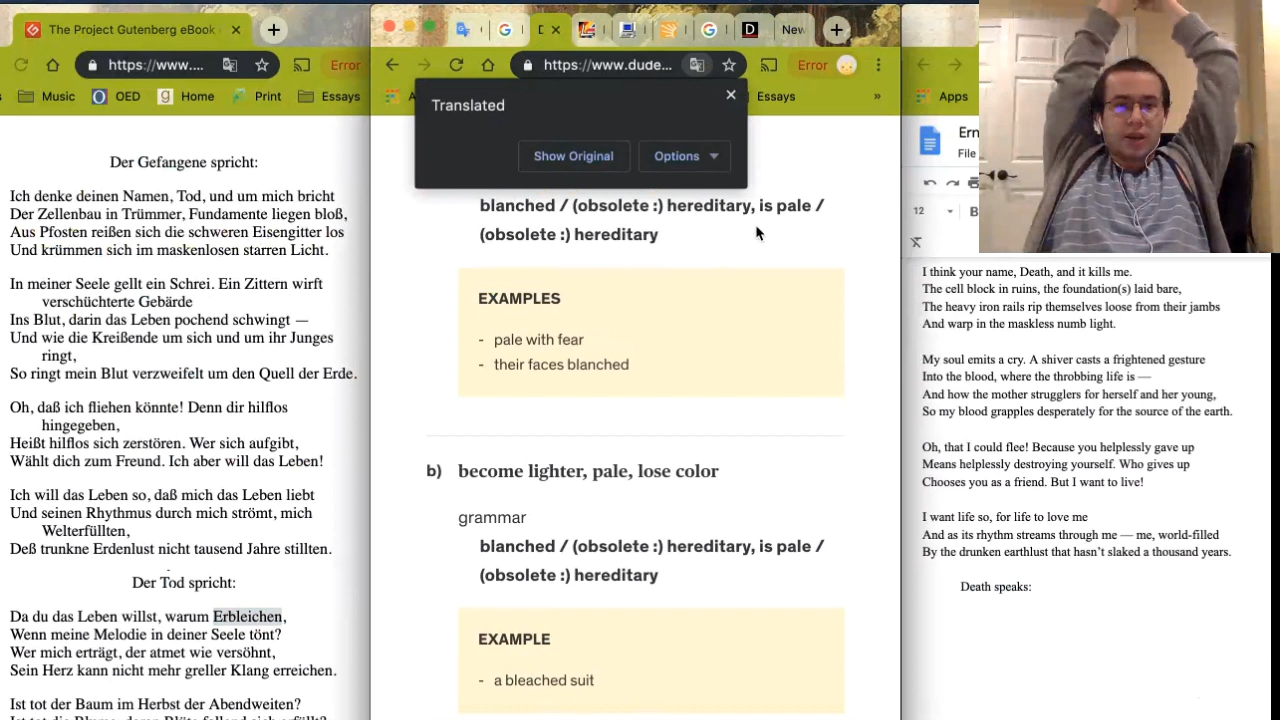 The Project Gutenberg eBook
D
New
https://www....
Error
https://www.dude...
Error
Music
OED
Home
Print
Essays
Essays
»
Apps
Translated
Show Original
Options
Der Gefangene spricht:
Ich denke deinen Namen, Tod, und um mich bricht
Der Zellenbau in Trümmer, Fundamente liegen bloß,
Aus Pfosten reißen sich die schweren Eisengitter los
Und krümmen sich im maskenlosen starren Licht.
In meiner Seele gellt ein Schrei. Ein Zittern wirft
verschüchterte Gebärde
Ins Blut, darin das Leben pochend schwingt —
Und wie die Kreißende um sich und um ihr Junges
ringt,
So ringt mein Blut verzweifelt um den Quell der Erde.
Oh, daß ich fliehen könnte! Denn dir hilflos
hingegeben,
Heißt hilflos sich zerstören. Wer sich aufgibt,
Wählt dich zum Freund. Ich aber will das Leben!
Ich will das Leben so, daß mich das Leben liebt
Und seinen Rhythmus durch mich strömt, mich
Welterfüllten,
Deß trunkne Erdenlust nicht tausend Jahre stillten.
Der Tod spricht:
Da du das Leben willst, warum Erbleichen,
Wenn meine Melodie in deiner Seele tönt?
Wer mich erträgt, der atmet wie versöhnt,
Sein Herz kann nicht mehr greller Klang erreichen.
Ist tot der Baum im Herbst der Abendweiten?
blanched / (obsolete :) hereditary, is pale /
(obsolete :) hereditary
EXAMPLES
- pale with fear
- their faces blanched
b) become lighter, pale, lose color
grammar
blanched / (obsolete :) hereditary, is pale /
(obsolete :) hereditary
EXAMPLE
- a bleached suit
Ern
File
12
B
I think your name, Death, and it kills me.
The cell block in ruins, the foundation(s) laid bare,
The heavy iron rails rip themselves loose from their jambs
And warp in the maskless numb light.
My soul emits a cry. A shiver casts a frightened gesture
Into the blood, where the throbbing life is —
And how the mother strugglers for herself and her young,
So my blood grapples desperately for the source of the earth.
Oh, that I could flee! Because you helplessly gave up
Means helplessly destroying yourself. Who gives up
Chooses you as a friend. But I want to live!
I want life so, for life to love me
And as its rhythm streams through me — me, world-filled
By the drunken earthlust that hasn't slaked a thousand years.
Death speaks: